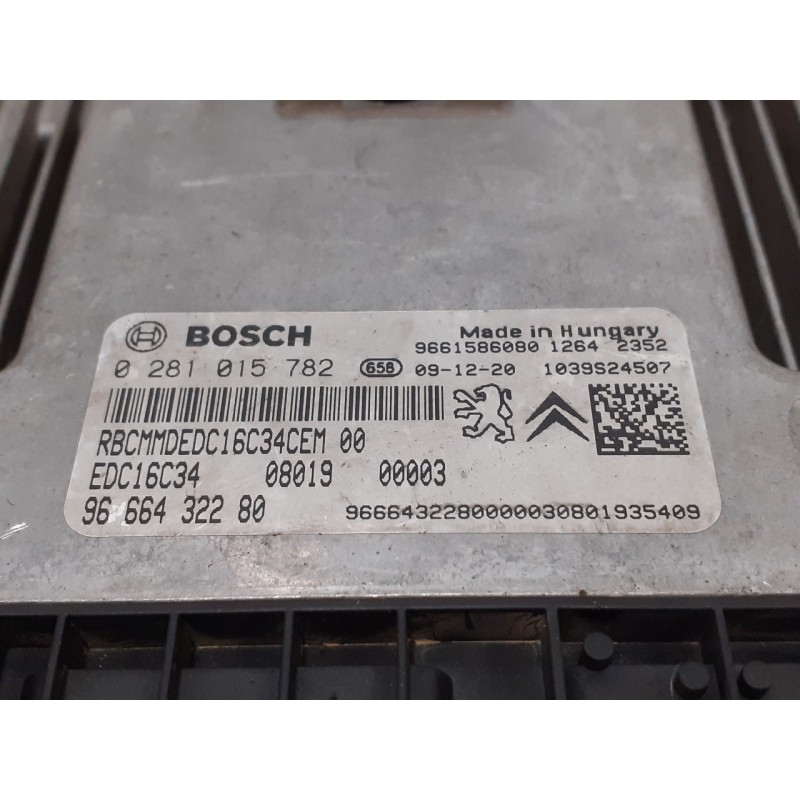 BOSCH
Made in Hungary
9661586080 1264 2352
0 281 015 782 658 09-12-20 1039S24507
RBCMMDEDC16C34CEM 00
EDC16C34 08019 00003
96 664 322 80 9666432280000030801935409